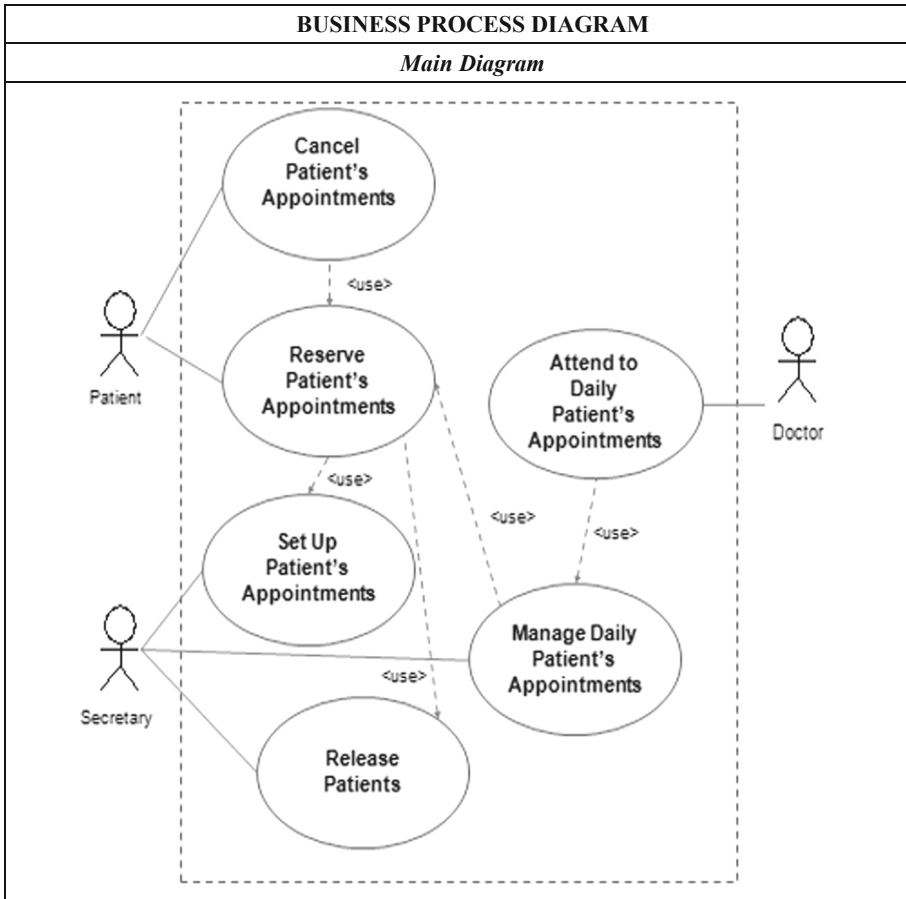 BUSINESS PROCESS DIAGRAM
Main Diagram
Cancel
Patient's
Appointments
<use>
Reserve
Patient's
Appointments
Attend to
Daily
Patient's
Appointments
Patient
Doctor
<use>
<use>
<use>
Set Up
Patient's
Appointments
Manage Daily
Patient's
Appointments
<use>
Secretary
Release
Patients